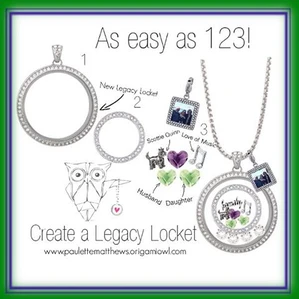 As easy as 123!
1
New Legacy Locket
2
3
Scottie Quinn
Love of Music
Husband
Daughter
family
Create a Legacy Locket
www.paulettematthews.origamiowl.com